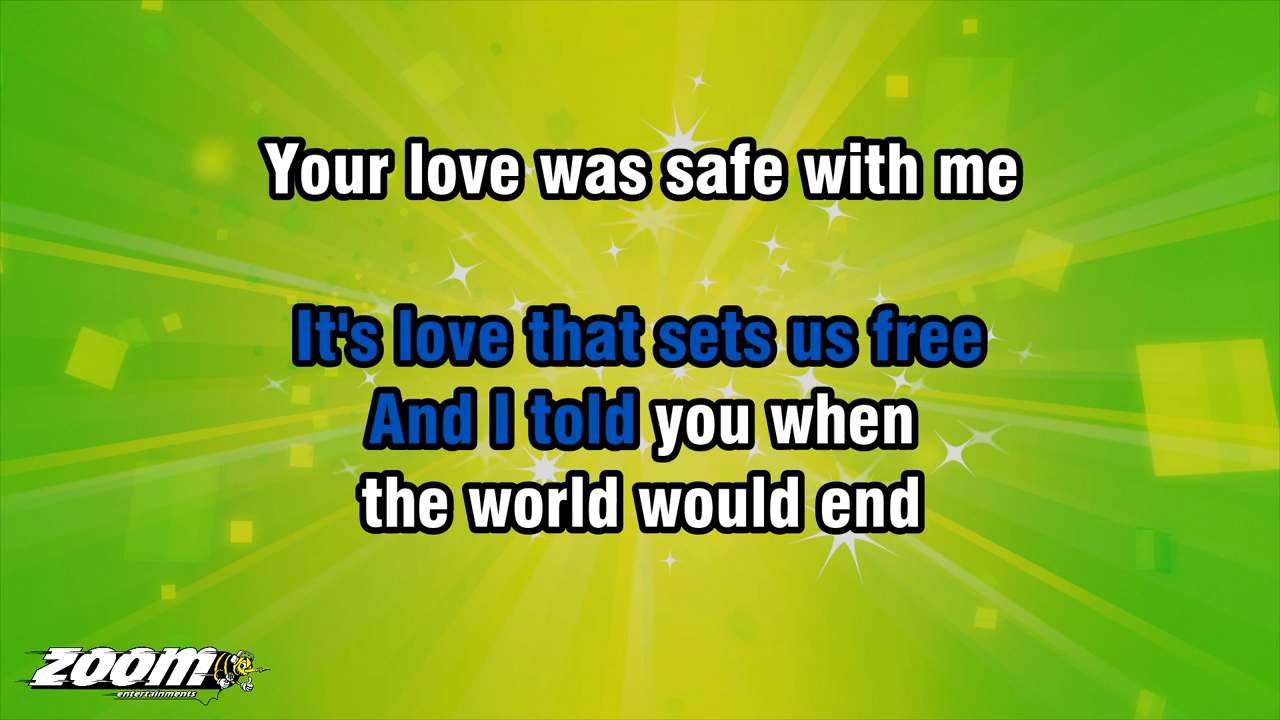 Your love was safe with me
It's love that sets us free
And I told you when
the world would end
ZOOM
entertainments